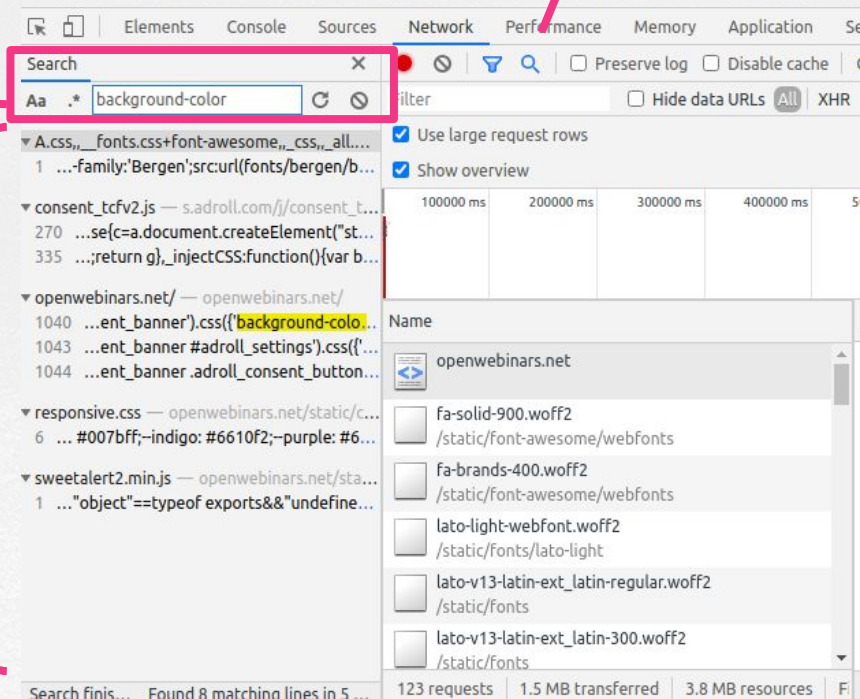 Elements Console Sources Network Performance Memory Application Se
Search
Preserve log Disable cache
Aa .* background-color
Filter Hide data URLs All XHR
Use large request rows
Show overview
100000 ms 200000 ms 300000 ms 400000 ms 5
A.css,,__fonts.css+font-awesome,,_css,,_all....
1 ...-family:'Bergen';src:url(fonts/bergen/b...
consent_tcfv2.js — s.adroll.com/j/consent_t...
270 ...se{c=a.document.createElement("st...
335 ...;return g},_injectCSS:function(){var b...
openwebinars.net/ — openwebinars.net/
1040 ...ent_banner').css({'background-colo...
1043 ...ent_banner #adroll_settings').css({'...
1044 ...ent_banner .adroll_consent_button...
responsive.css — openwebinars.net/static/c...
6 ... #007bff;--indigo: #6610f2;--purple: #6...
sweetalert2.min.js — openwebinars.net/sta...
1 ..."object"==typeof exports&&"undefine...
Search finis... Found 8 matching lines in 5 ...
Name
openwebinars.net
fa-solid-900.woff2
/static/font-awesome/webfonts
fa-brands-400.woff2
/static/font-awesome/webfonts
lato-light-webfont.woff2
/static/fonts/lato-light
lato-v13-latin-ext_latin-regular.woff2
/static/fonts
lato-v13-latin-ext_latin-300.woff2
/static/fonts
123 requests 1.5 MB transferred 3.8 MB resources Fi